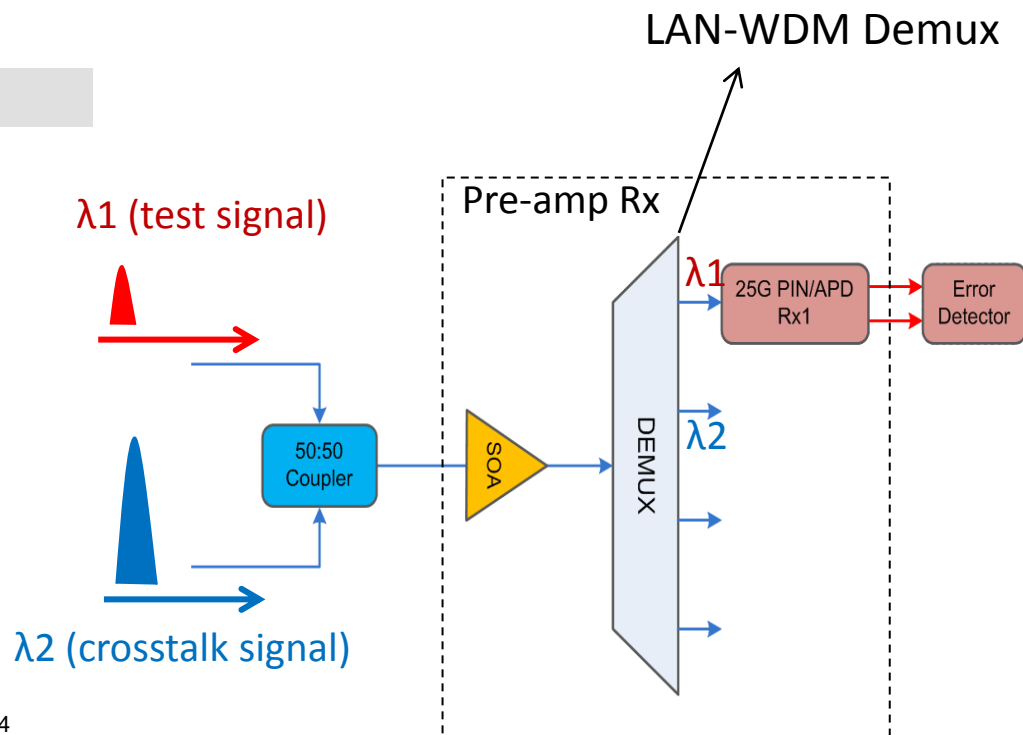 LAN-WDM Demux
Pre-amp Rx
λ1 (test signal)
λ1
25G PIN/APD
Rx1
Error
Detector
λ2
50:50
Coupler
SOA
DEMUX
λ2 (crosstalk signal)
4